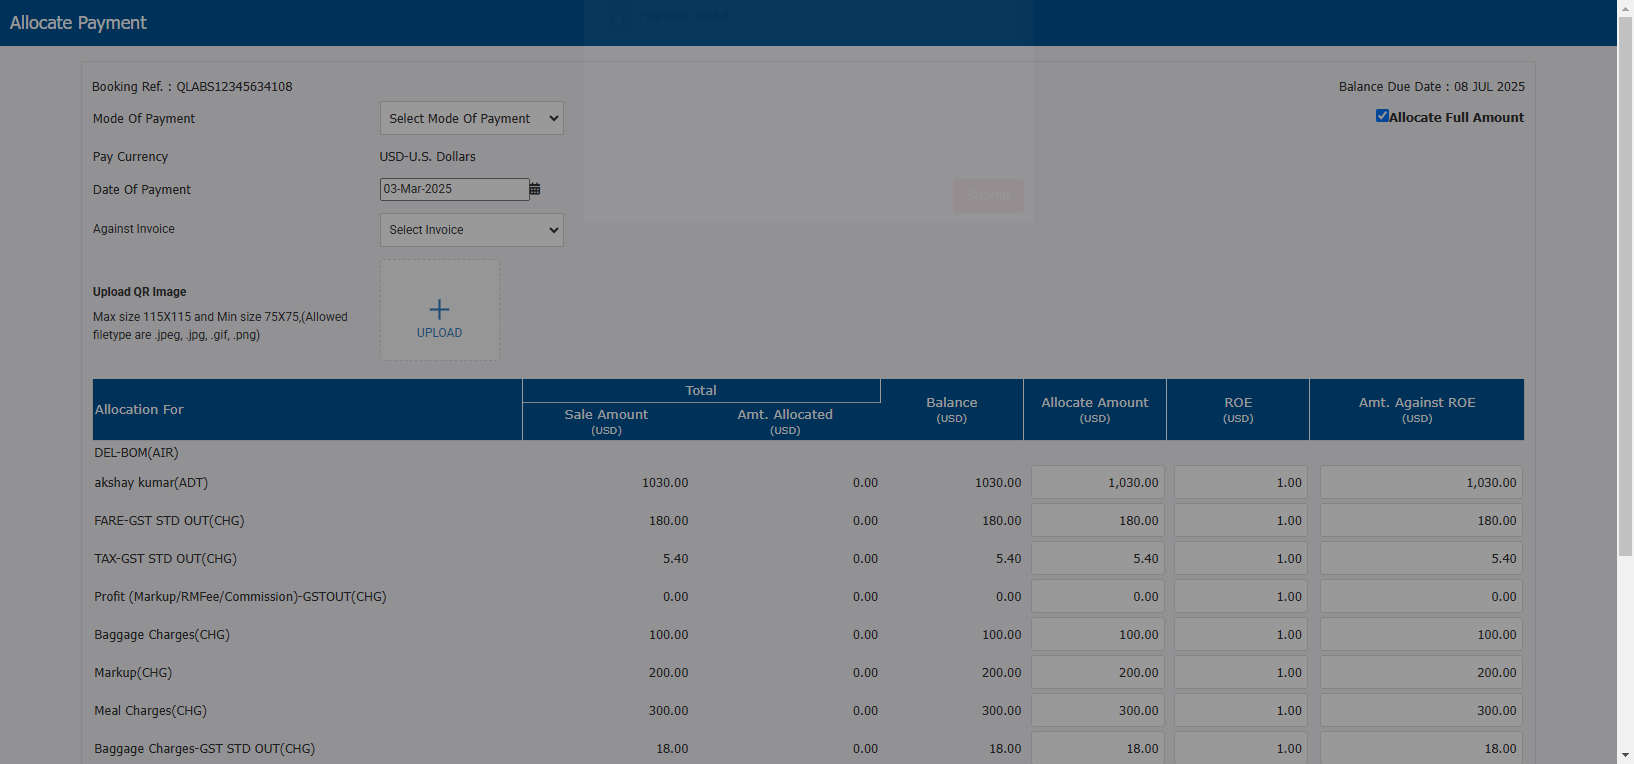 Allocate Payment
Booking Ref. : QLABS12345634108
Balance Due Date : 08 JUL 2025
Mode Of Payment
Select Mode Of Payment
Allocate Full Amount
Pay Currency
USD-U.S. Dollars
Date Of Payment
03-Mar-2025
Against Invoice
Select Invoice
Upload QR Image
Max size 115X115 and Min size 75X75,(Allowed
filetype are .jpeg, .jpg, .gif, .png)
UPLOAD
Allocation For
Total
Sale Amount
(USD)
Amt. Allocated
(USD)
Balance
(USD)
Allocate Amount
(USD)
ROE
(USD)
Amt. Against ROE
(USD)
DEL-BOM(AIR)
akshay kumar(ADT) 1030.00 0.00 1030.00 1,030.00 1.00 1,030.00
FARE-GST STD OUT(CHG) 180.00 0.00 180.00 180.00 1.00 180.00
TAX-GST STD OUT(CHG) 5.40 0.00 5.40 5.40 1.00 5.40
Profit (Markup/RMFee/Commission)-GSTOUT(CHG) 0.00 0.00 0.00 0.00 1.00 0.00
Baggage Charges(CHG) 100.00 0.00 100.00 100.00 1.00 100.00
Markup(CHG) 200.00 0.00 200.00 200.00 1.00 200.00
Meal Charges(CHG) 300.00 0.00 300.00 300.00 1.00 300.00
Baggage Charges-GST STD OUT(CHG) 18.00 0.00 18.00 18.00 1.00 18.00